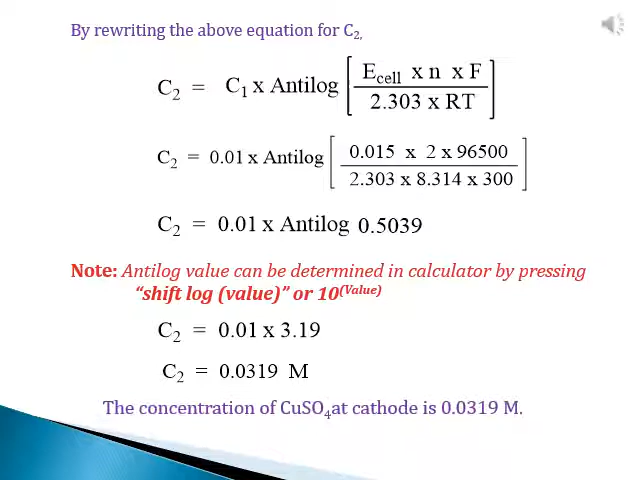 By rewriting the above equation for C₂,
C₂ = C₁ x Antilog [ (E_cell x n x F) / (2.303 x RT) ]
C₂ = 0.01 x Antilog [ (0.015 x 2 x 96500) / (2.303 x 8.314 x 300) ]
C₂ = 0.01 x Antilog 0.5039
Note: Antilog value can be determined in calculator by pressing
“shift log (value)” or 10^(Value)
C₂ = 0.01 x 3.19
C₂ = 0.0319 M
The concentration of CuSO₄at cathode is 0.0319 M.